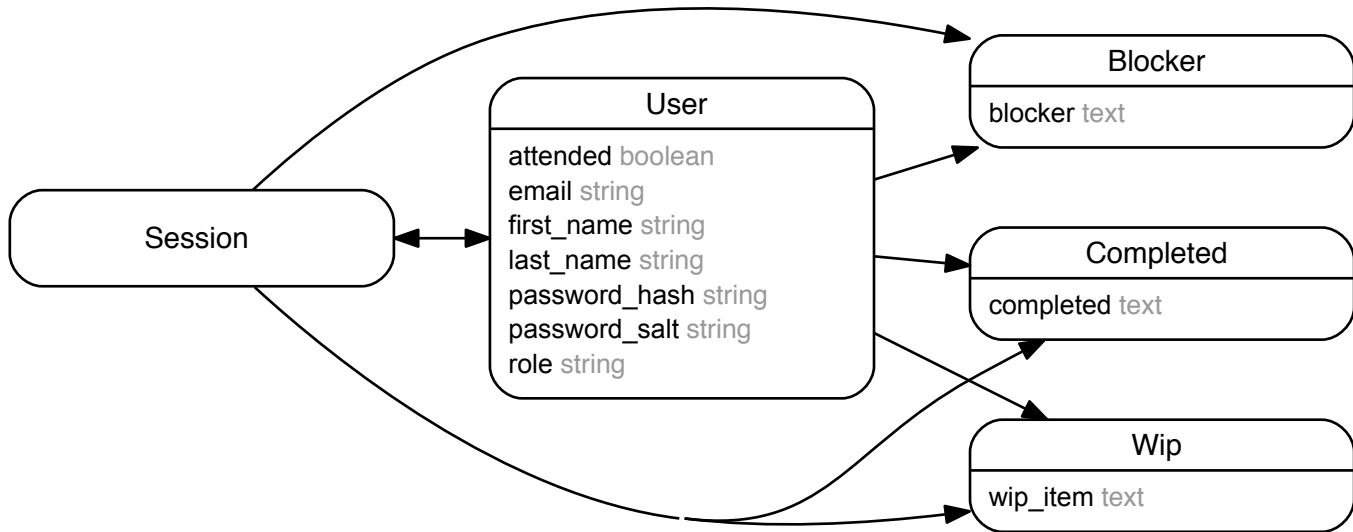 Session
User
attended boolean
email string
first_name string
last_name string
password_hash string
password_salt string
role string
Blocker
blocker text
Completed
completed text
Wip
wip_item text